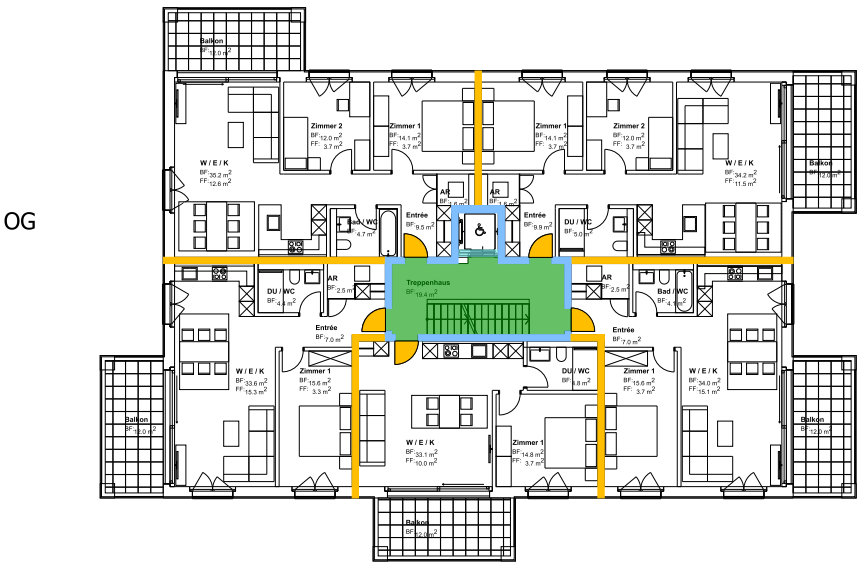 OG
Balkon
BF: 12.0 m²
Zimmer 2
BF: 12.0 m²
FF: 3.7 m²
Zimmer 1
BF: 14.1 m²
FF: 3.7 m²
Zimmer 1
BF: 14.1 m²
FF: 3.7 m²
Zimmer 2
BF: 12.0 m²
FF: 3.7 m²
W / E / K
BF: 35.2 m²
FF: 12.6 m²
W / E / K
BF: 34.2 m²
FF: 11.5 m²
Balkon
BF: 12.0 m²
AR
BF: 1.6 m²
AR
BF: 1.6 m²
Bad / WC
BF: 4.7 m²
Entrée
BF: 9.5 m²
Entrée
BF: 9.9 m²
DU / WC
BF: 5.0 m²
DU / WC
BF: 4.4 m²
AR
BF: 2.5 m²
Treppenhaus
BF: 19.4 m²
AR
BF: 2.5 m²
Bad / WC
BF: 4.1 m²
Entrée
BF: 7.0 m²
Entrée
BF: 7.0 m²
W / E / K
BF: 33.6 m²
FF: 15.3 m²
Zimmer 1
BF: 15.6 m²
FF: 3.3 m²
DU / WC
BF: 4.8 m²
Zimmer 1
BF: 15.6 m²
FF: 3.7 m²
W / E / K
BF: 34.0 m²
FF: 15.1 m²
Balkon
BF: 12.0 m²
W / E / K
BF: 33.1 m²
FF: 10.0 m²
Zimmer 1
BF: 14.8 m²
FF: 3.7 m²
Balkon
BF: 12.0 m²
Balkon
BF: 12.0 m²